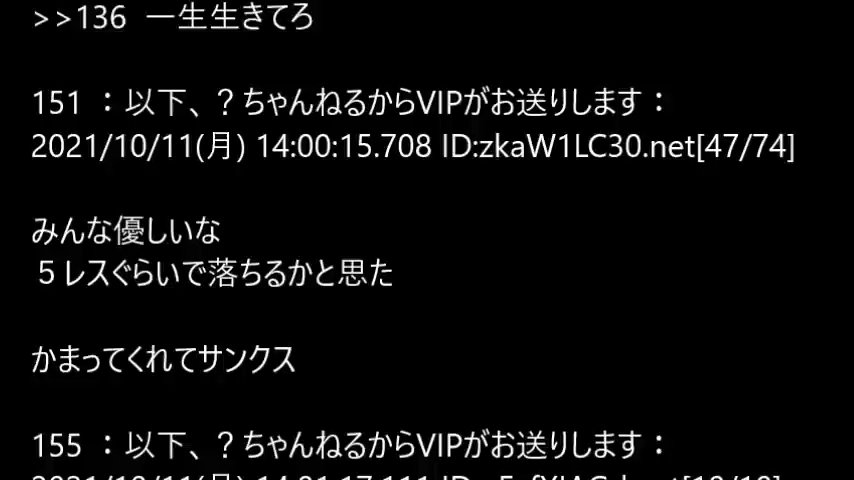 >>136 一生生きてろ
151 ：以下、？ちゃんねるからVIPがお送りします：
2021/10/11(月) 14:00:15.708 ID:zkaW1LC30.net[47/74]
みんな優しいな
５レスぐらいで落ちるかと思た
かまってくれてサンクス
155 ：以下、？ちゃんねるからVIPがお送りします：